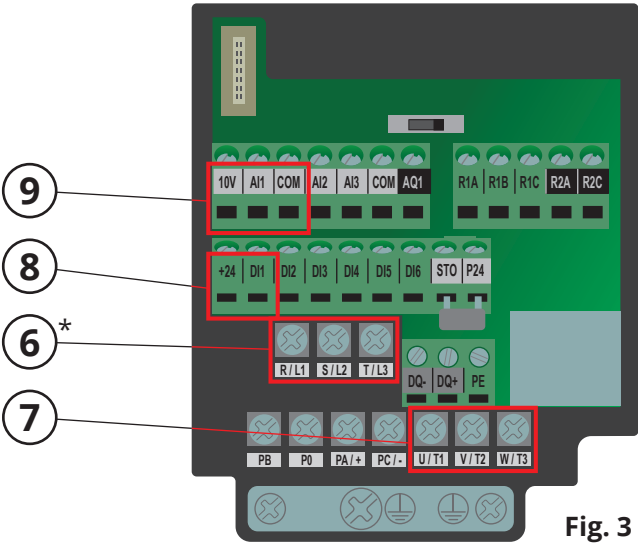 9
10V AI1 COM AI2 AI3 COM AQ1 R1A R1B R1C R2A R2C
8
+24 DI1 DI2 DI3 DI4 DI5 DI6 STO P24
6*
R / L1 S / L2 T / L3
DQ- DQ+ PE
7
PB P0 PA / + PC / - U / T1 V / T2 W / T3
Fig. 3